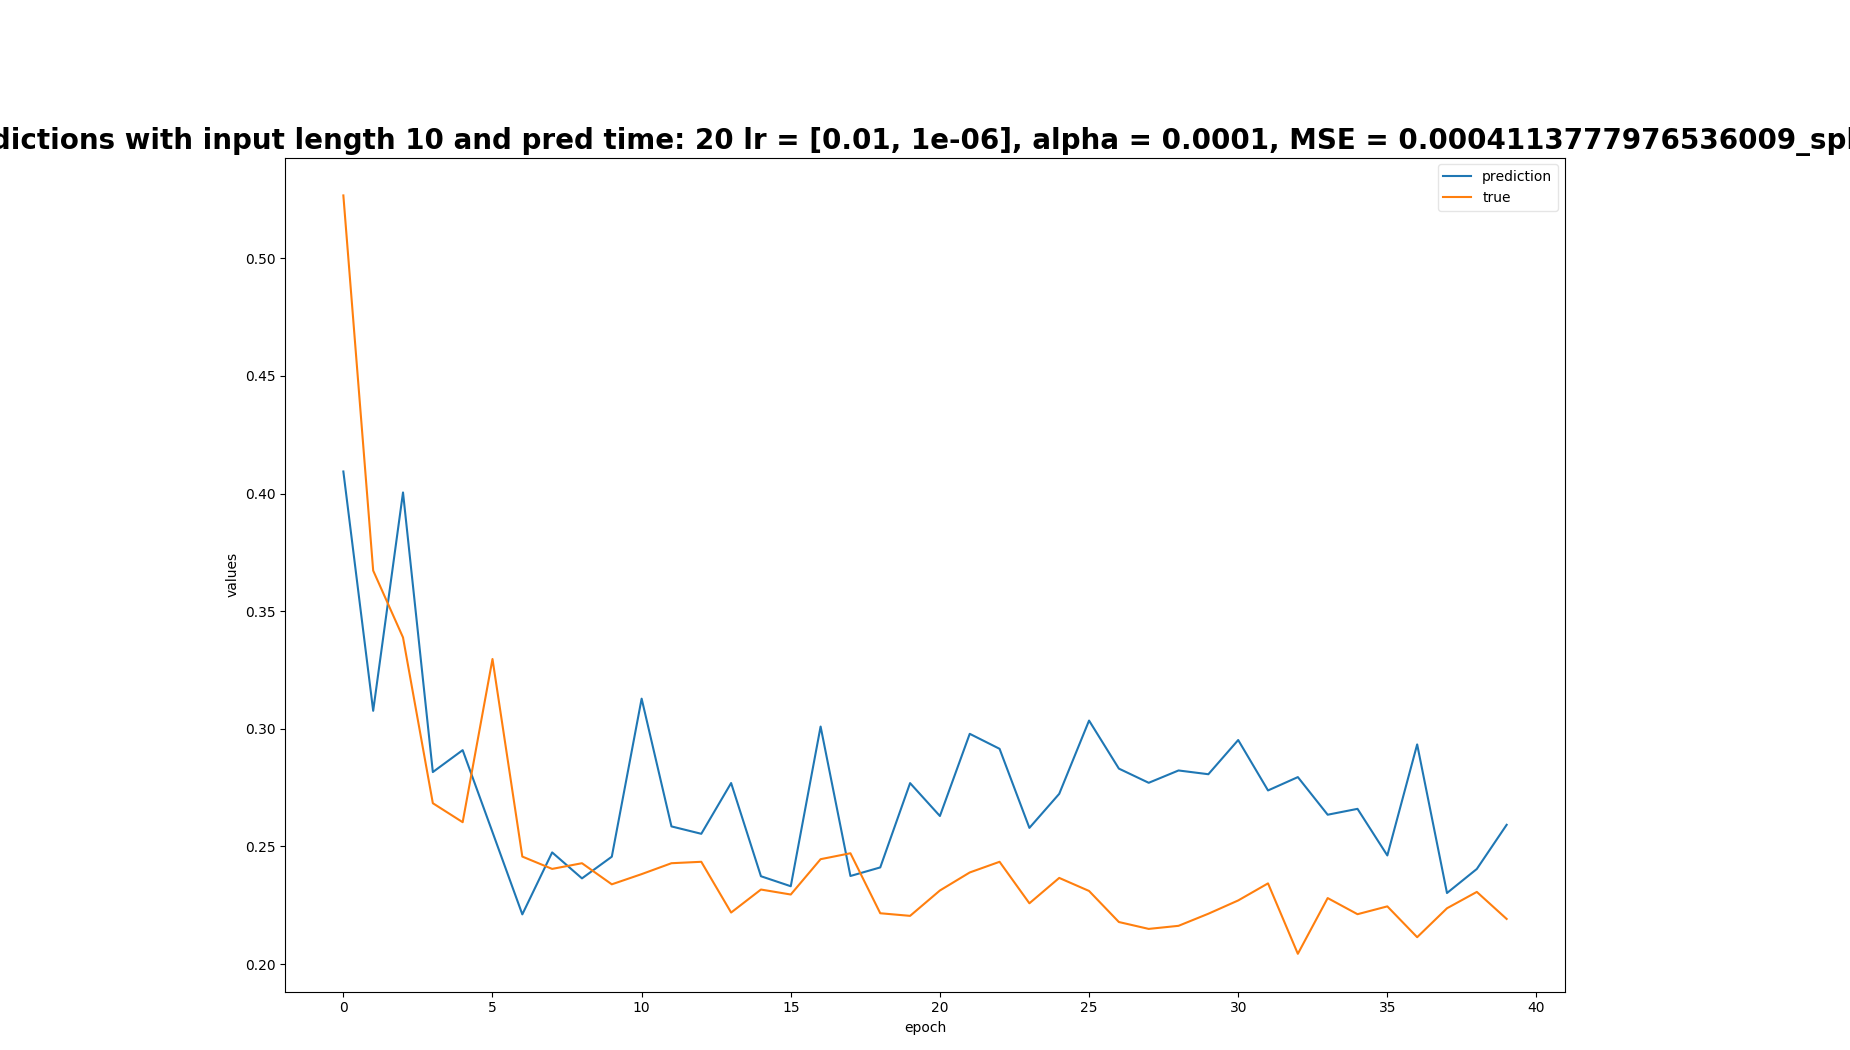 dictions with input length 10 and pred time: 20 lr = [0.01, 1e-06], alpha = 0.0001, MSE = 0.0004113777976536009_spl
prediction
true
0.50
0.45
0.40
0.35
0.30
0.25
0.20
values
0 5 10 15 20 25 30 35 40
epoch